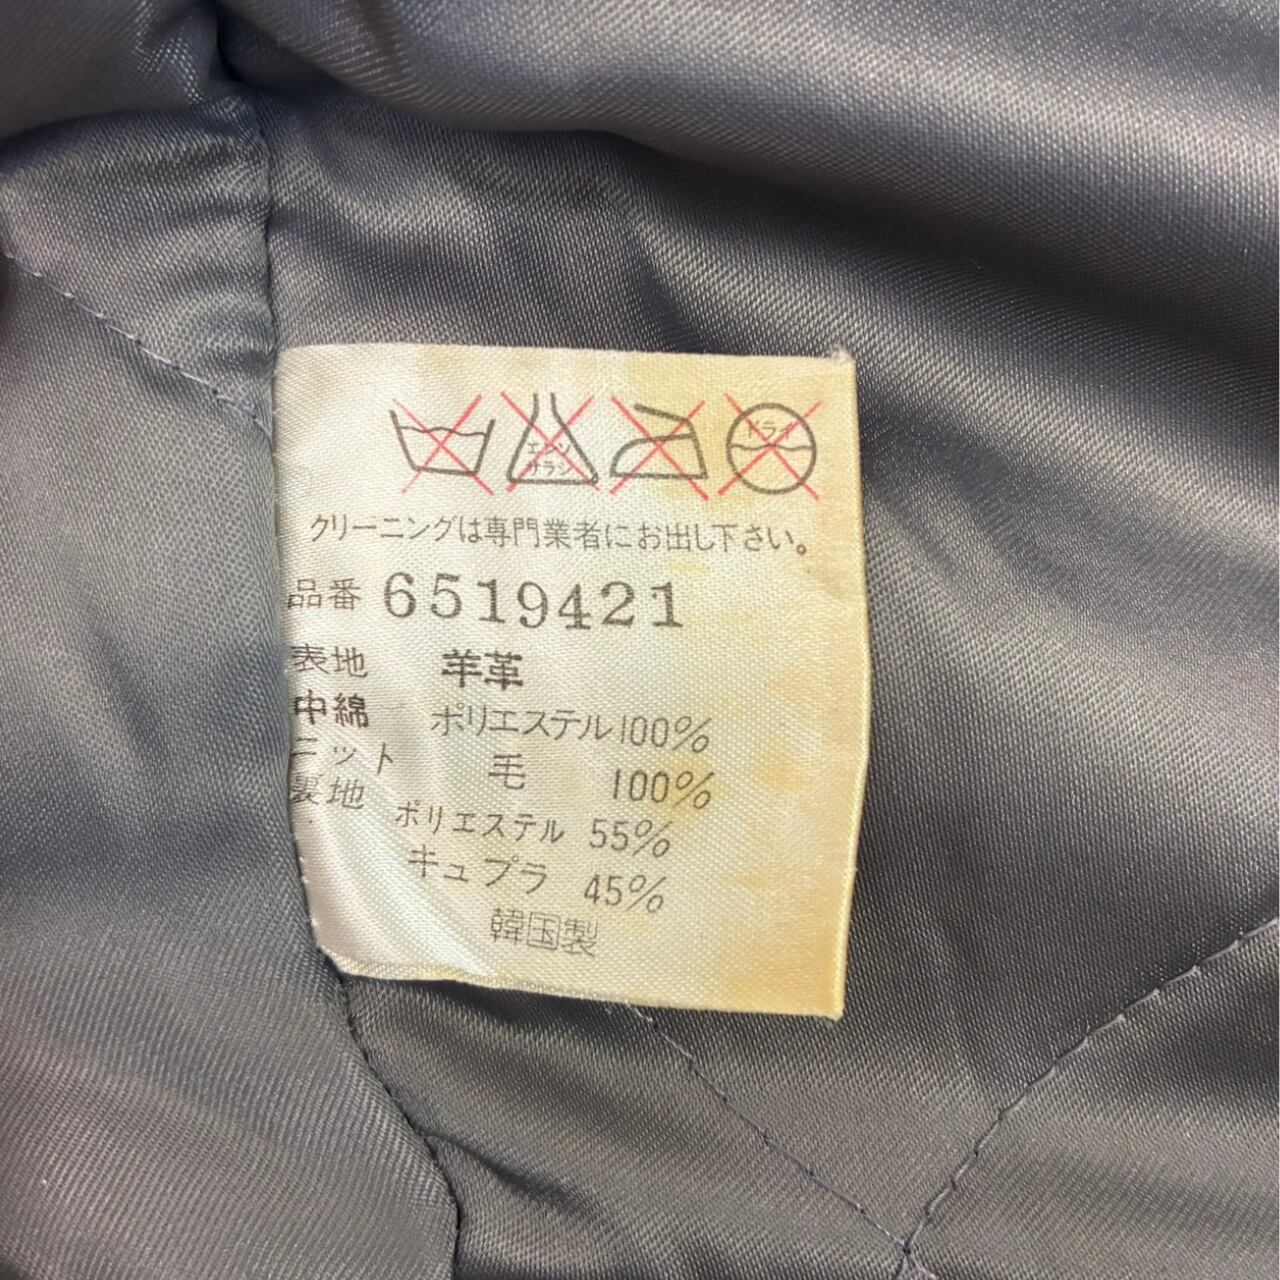 エンソ
サラシ
ドライ
クリーニングは専門業者にお出し下さい。
品番 6519421
表地 羊革
中綿 ポリエステル 100%
ニット 毛 100%
裏地 ポリエステル 55%
キュプラ 45%
韓国製